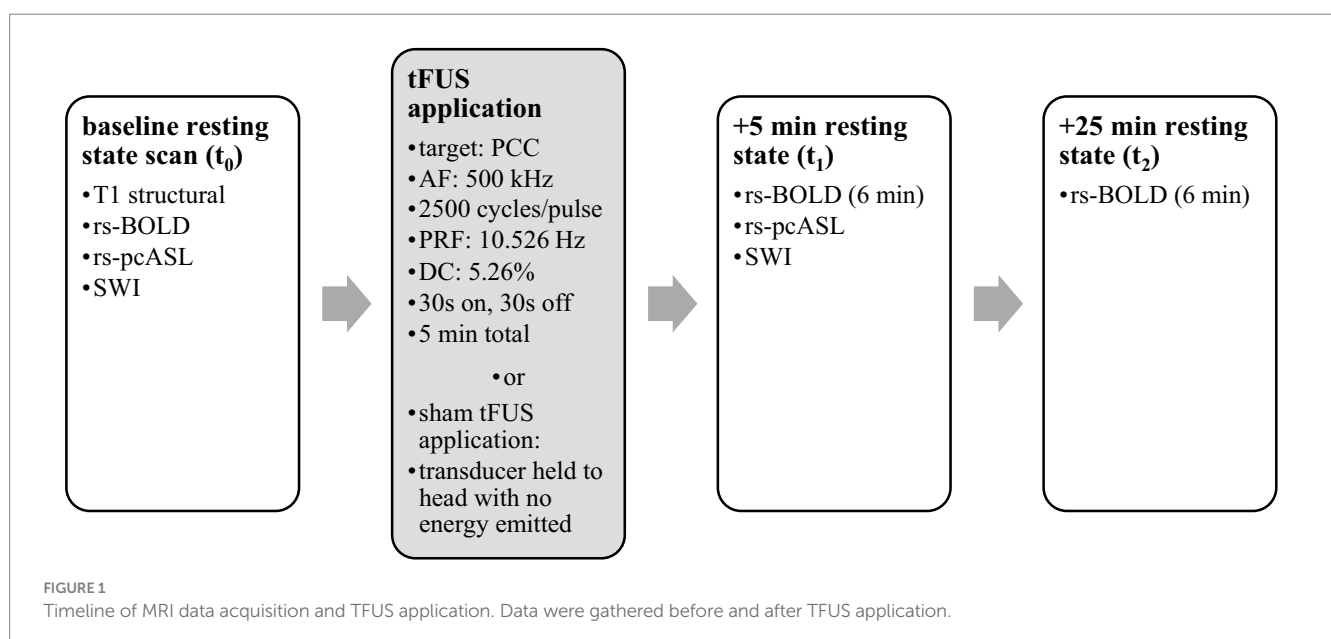 baseline resting
state scan (t0)
•T1 structural
•rs-BOLD
•rs-pcASL
•SWI
tFUS
application
•target: PCC
•AF: 500 kHz
•2500 cycles/pulse
•PRF: 10.526 Hz
•DC: 5.26%
•30s on, 30s off
•5 min total
•or
•sham tFUS
application:
•transducer held to
head with no
energy emitted
+5 min resting
state (t1)
•rs-BOLD (6 min)
•rs-pcASL
•SWI
+25 min resting
state (t2)
•rs-BOLD (6 min)
FIGURE 1
Timeline of MRI data acquisition and TFUS application. Data were gathered before and after TFUS application.